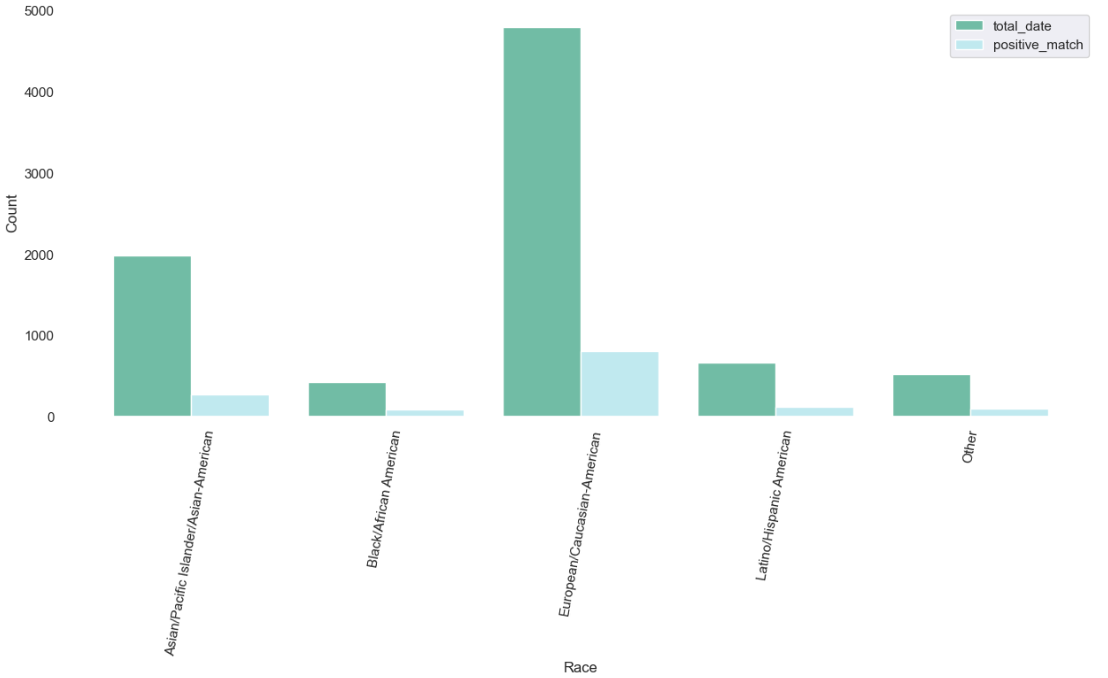 5000
4000
3000
2000
1000
0
Count
total_date
positive_match
Asian/Pacific Islander/Asian-American
Black/African American
European/Caucasian-American
Latino/Hispanic American
Other
Race